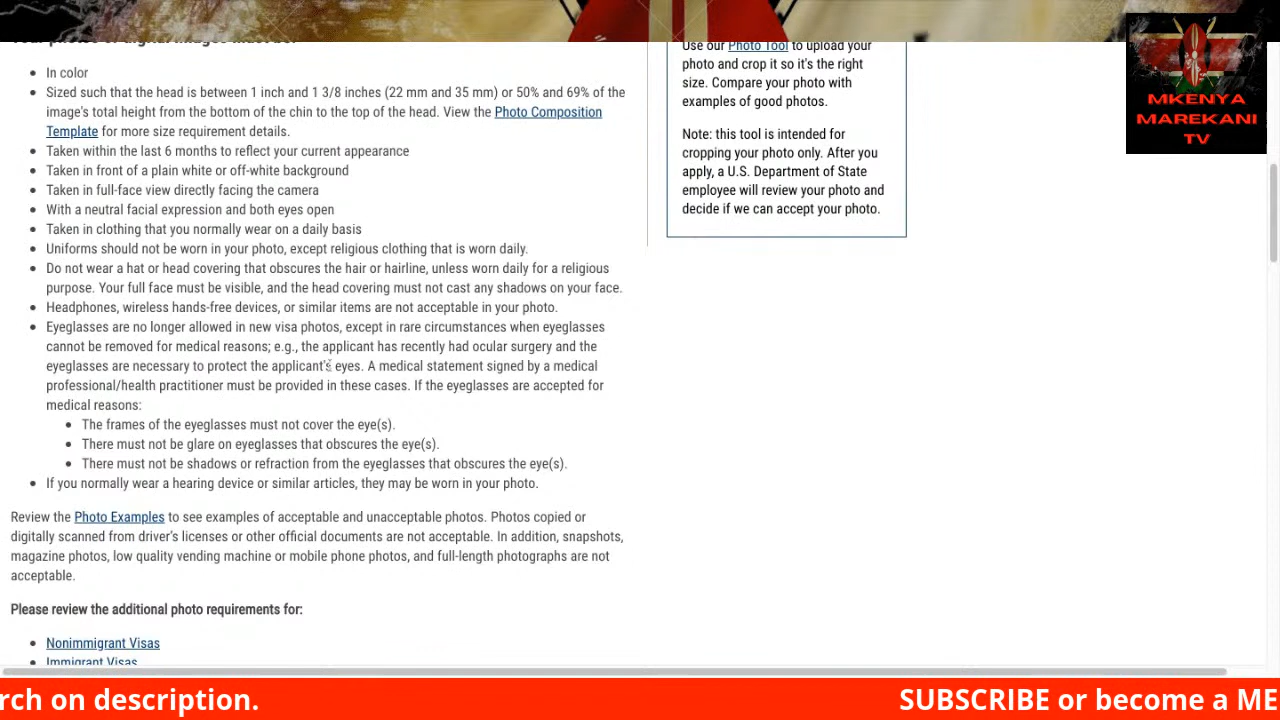 Your photos or digital images must be:
In color
Sized such that the head is between 1 inch and 1 3/8 inches (22 mm and 35 mm) or 50% and 69% of the
image's total height from the bottom of the chin to the top of the head. View the Photo Composition
Template for more size requirement details.
Taken within the last 6 months to reflect your current appearance
Taken in front of a plain white or off-white background
Taken in full-face view directly facing the camera
With a neutral facial expression and both eyes open
Taken in clothing that you normally wear on a daily basis
Uniforms should not be worn in your photo, except religious clothing that is worn daily.
Do not wear a hat or head covering that obscures the hair or hairline, unless worn daily for a religious
purpose. Your full face must be visible, and the head covering must not cast any shadows on your face.
Headphones, wireless hands-free devices, or similar items are not acceptable in your photo.
Eyeglasses are no longer allowed in new visa photos, except in rare circumstances when eyeglasses
cannot be removed for medical reasons; e.g., the applicant has recently had ocular surgery and the
eyeglasses are necessary to protect the applicant's eyes. A medical statement signed by a medical
professional/health practitioner must be provided in these cases. If the eyeglasses are accepted for
medical reasons:
The frames of the eyeglasses must not cover the eye(s).
There must not be glare on eyeglasses that obscures the eye(s).
There must not be shadows or refraction from the eyeglasses that obscures the eye(s).
If you normally wear a hearing device or similar articles, they may be worn in your photo.
Review the Photo Examples to see examples of acceptable and unacceptable photos. Photos copied or
digitally scanned from driver's licenses or other official documents are not acceptable. In addition, snapshots,
magazine photos, low quality vending machine or mobile phone photos, and full-length photographs are not
acceptable.
Please review the additional photo requirements for:
Nonimmigrant Visas
Immigrant Visas
Use our Photo Tool to upload your
photo and crop it so it's the right
size. Compare your photo with
examples of good photos.
Note: this tool is intended for
cropping your photo only. After you
apply, a U.S. Department of State
employee will review your photo and
decide if we can accept your photo.
MKENYA
MAREKANI
TV
rch on description.
SUBSCRIBE or become a ME